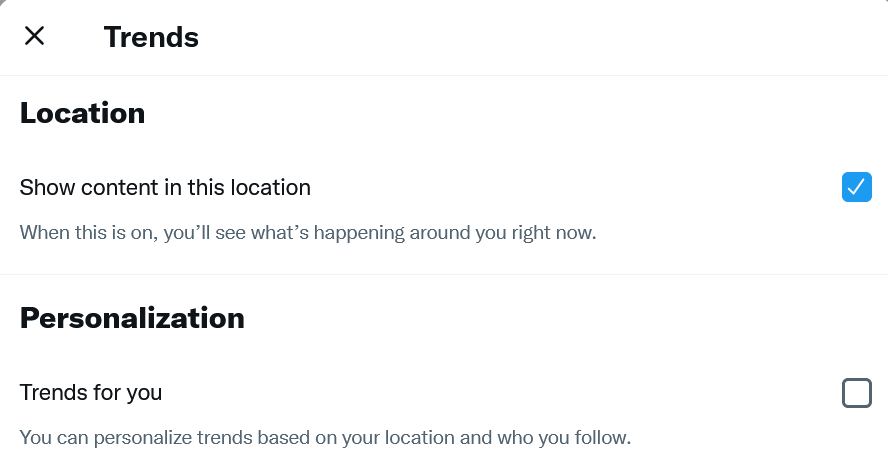 Trends
Location
Show content in this location
When this is on, you’ll see what’s happening around you right now.
Personalization
Trends for you
You can personalize trends based on your location and who you follow.